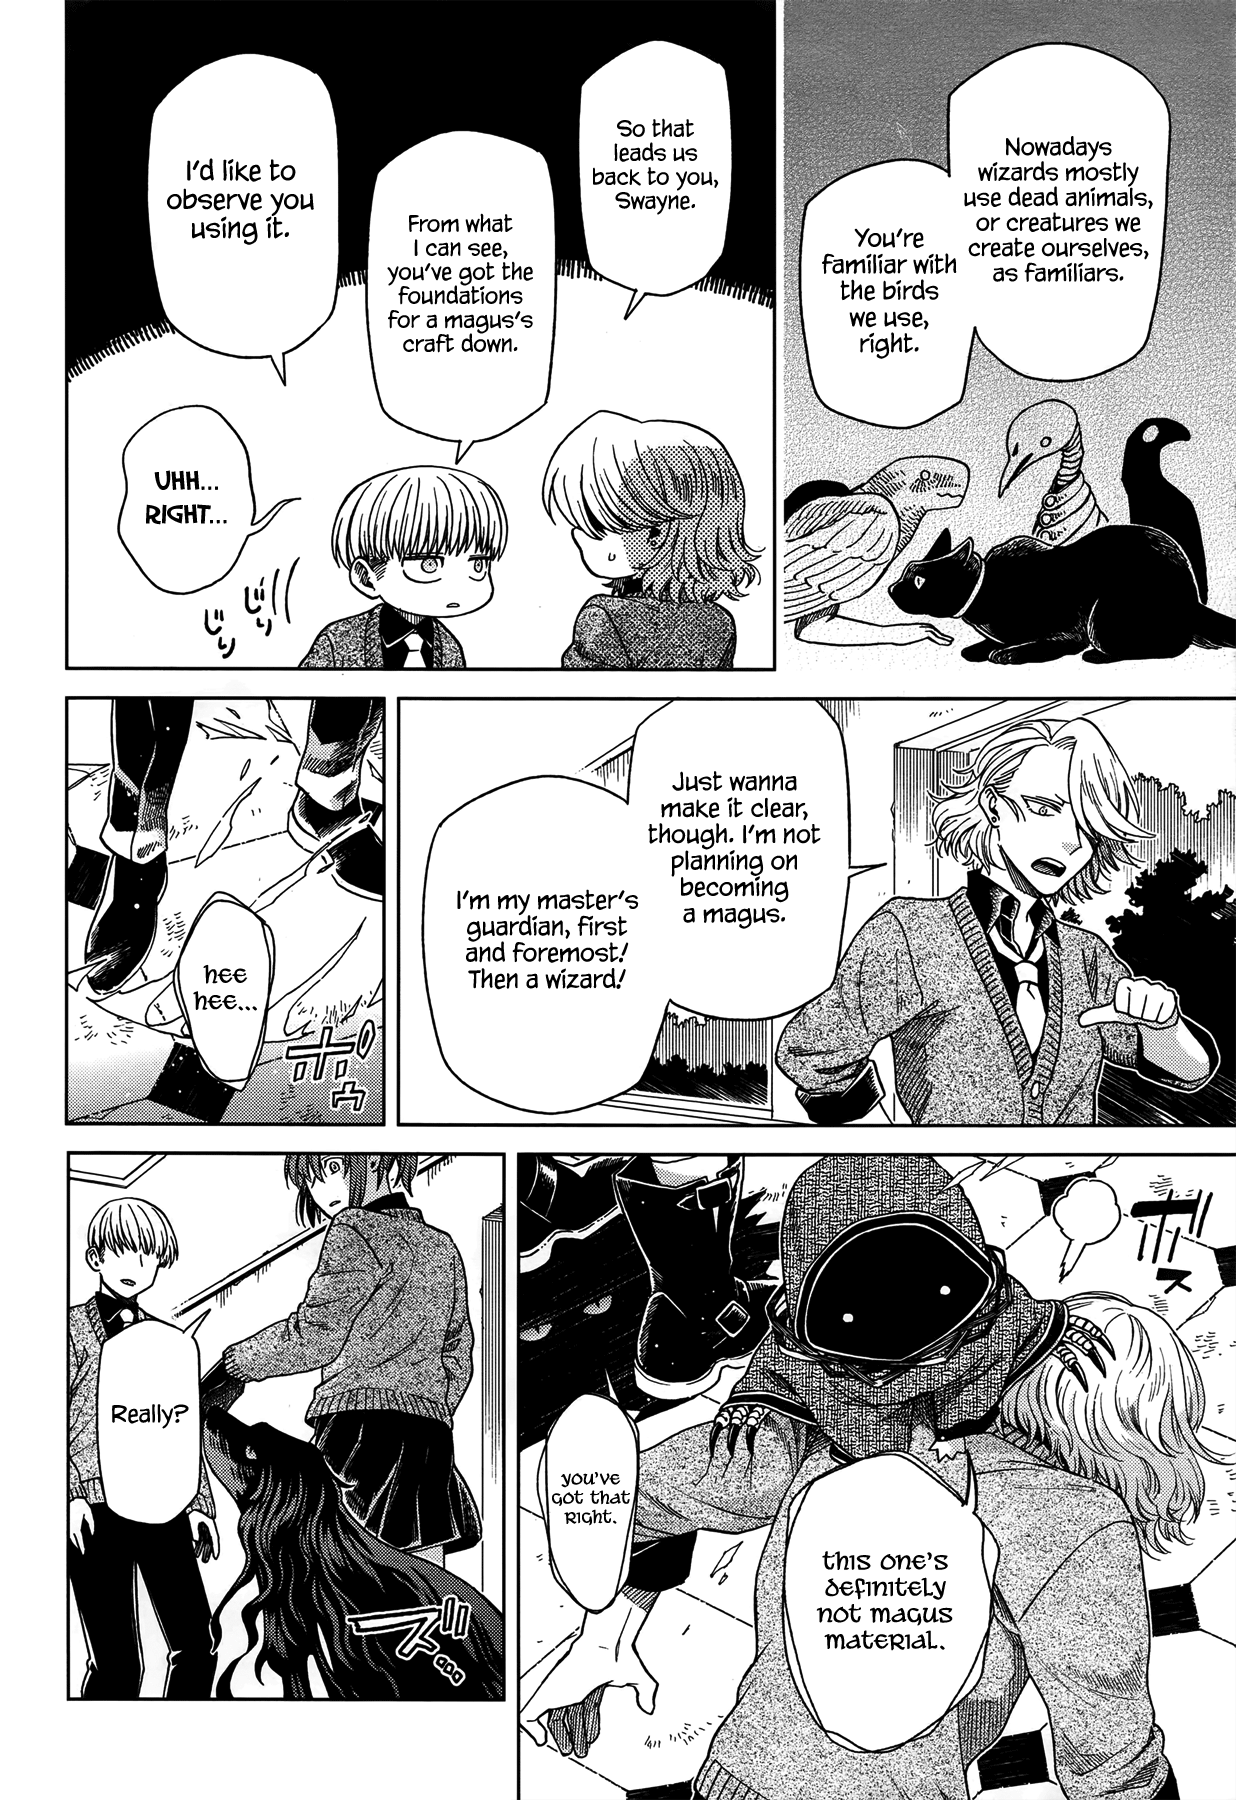 Nowadays
wizards mostly
use dead animals,
or creatures we
create ourselves,
as familiars.
You're
familiar with
the birds
we use,
right.
So that
leads us
back to you,
Swayne.
From what
I can see,
you've got the
foundations
for a magus's
craft down.
I'd like to
observe you
using it.
UHH...
RIGHT...
じり
じり
Just wanna
make it clear,
though. I'm not
planning on
becoming
a magus.
I'm my master's
guardian, first
and foremost!
Then a wizard!
hee
hee...
ポゥ
this one's
definitely
not magus
material.
you've
got that
right.
Really?